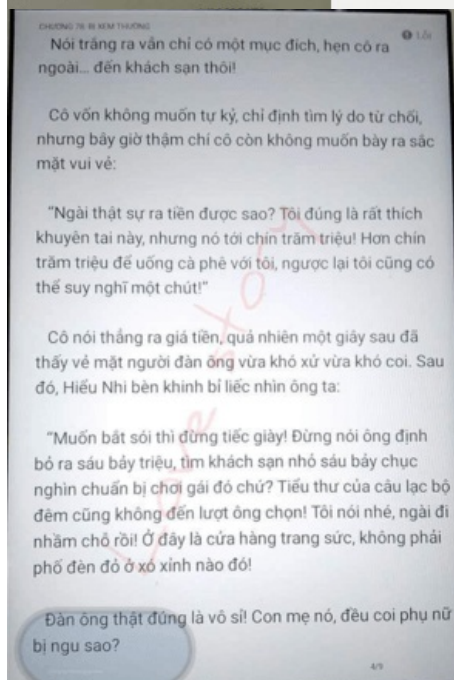 CHƯƠNG 78: BỊ XEM THƯỜNG
Lỗi
Nói trắng ra vẫn chỉ có một mục đích, hẹn cô ra
ngoài... đến khách sạn thôi!
Cô vốn không muốn tự kỷ, chỉ định tìm lý do từ chối,
nhưng bây giờ thậm chí cô còn không muốn bày ra sắc
mặt vui vẻ:
"Ngài thật sự ra tiền được sao? Tôi đúng là rất thích
khuyên tai này, nhưng nó tới chín trăm triệu! Hơn chín
trăm triệu để uống cà phê với tôi, ngược lại tôi cũng có
thể suy nghĩ một chút!"
Cô nói thẳng ra giá tiền, quả nhiên một giây sau đã
thấy vẻ mặt người đàn ông vừa khó xử vừa khó coi. Sau
đó, Hiểu Nhi bèn khinh bỉ liếc nhìn ông ta:
"Muốn bắt sói thì đừng tiếc giày! Đừng nói ông định
bỏ ra sáu bảy triệu, tìm khách sạn nhỏ sáu bảy chục
nghìn chuẩn bị chơi gái đó chứ? Tiểu thư của câu lạc bộ
đêm cũng không đến lượt ông chọn! Tôi nói nhé, ngài đi
nhầm chỗ rồi! Ở đây là cửa hàng trang sức, không phải
phố đèn đỏ ở xó xỉnh nào đó!
Đàn ông thật đúng là vô sỉ! Con mẹ nó, đều coi phụ nữ
bị ngu sao?
4/9
Love story